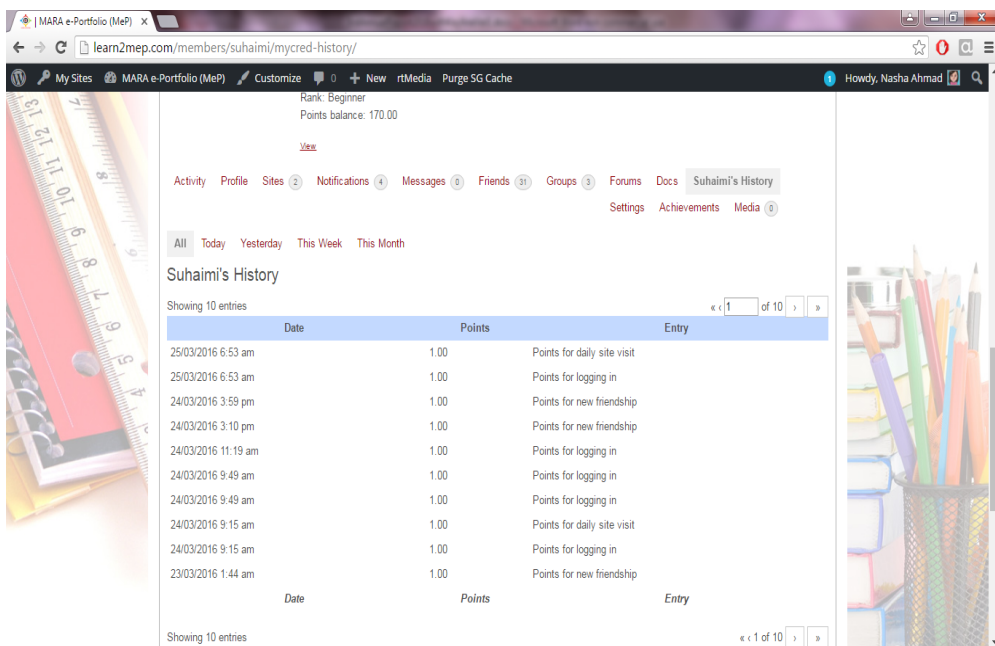 | MARA e-Portfolio (MeP) ×
learn2mep.com/members/suhaimi/mycred-history/
My Sites MARA e-Portfolio (MeP) Customize 0 + New rtMedia Purge SG Cache 1 Howdy, Nasha Ahmad
Rank: Beginner
Points balance: 170.00
View
Activity Profile Sites 2 Notifications 4 Messages 0 Friends 31 Groups 3 Forums Docs Suhaimi's History
Settings Achievements Media 0
All Today Yesterday This Week This Month
Suhaimi's History
Showing 10 entries « ‹ 1 of 10 › »
Date Points Entry
25/03/2016 6:53 am 1.00 Points for daily site visit
25/03/2016 6:53 am 1.00 Points for logging in
24/03/2016 3:59 pm 1.00 Points for new friendship
24/03/2016 3:10 pm 1.00 Points for new friendship
24/03/2016 11:19 am 1.00 Points for logging in
24/03/2016 9:49 am 1.00 Points for logging in
24/03/2016 9:49 am 1.00 Points for logging in
24/03/2016 9:15 am 1.00 Points for daily site visit
24/03/2016 9:15 am 1.00 Points for logging in
23/03/2016 1:44 am 1.00 Points for new friendship
Date Points Entry
Showing 10 entries « ‹ 1 of 10 › »